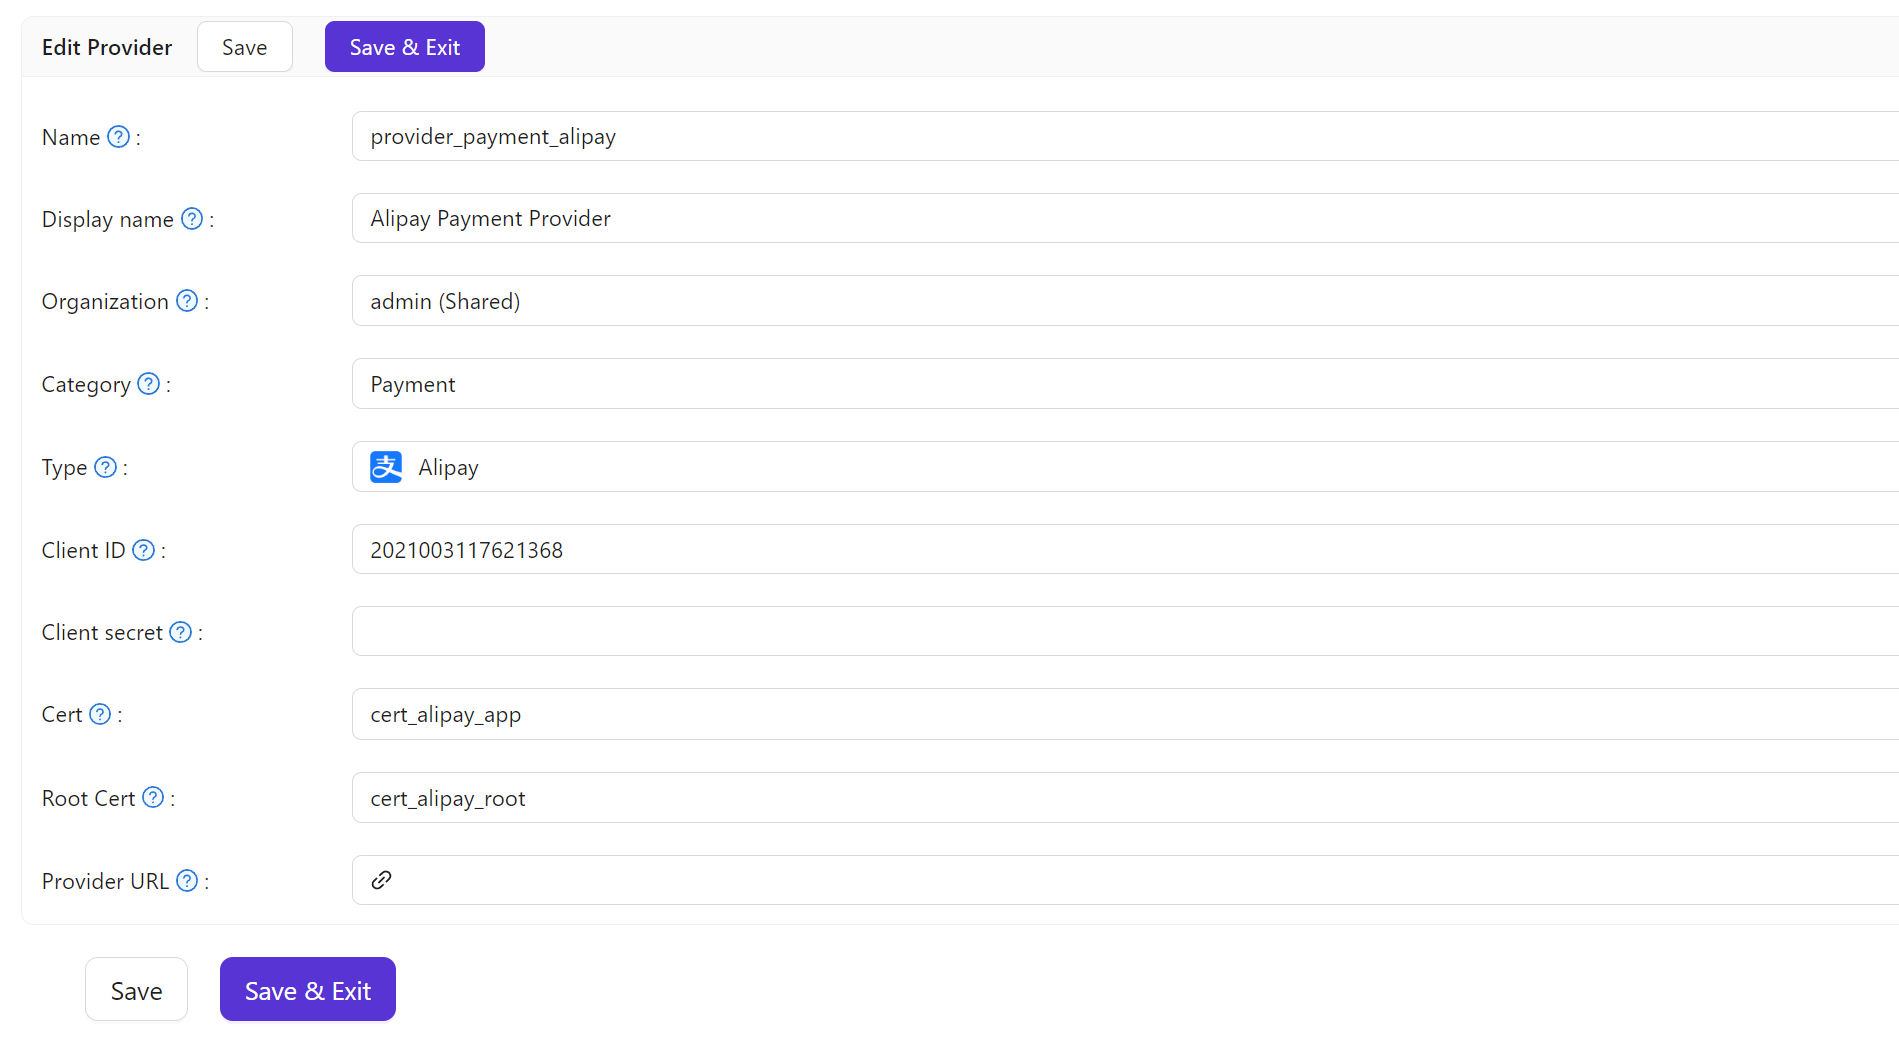 Edit Provider Save Save & Exit
Name ? : provider_payment_alipay
Display name ? : Alipay Payment Provider
Organization ? : admin (Shared)
Category ? : Payment
Type ? : 支 Alipay
Client ID ? : 2021003117621368
Client secret ? :
Cert ? : cert_alipay_app
Root Cert ? : cert_alipay_root
Provider URL ? :
Save Save & Exit